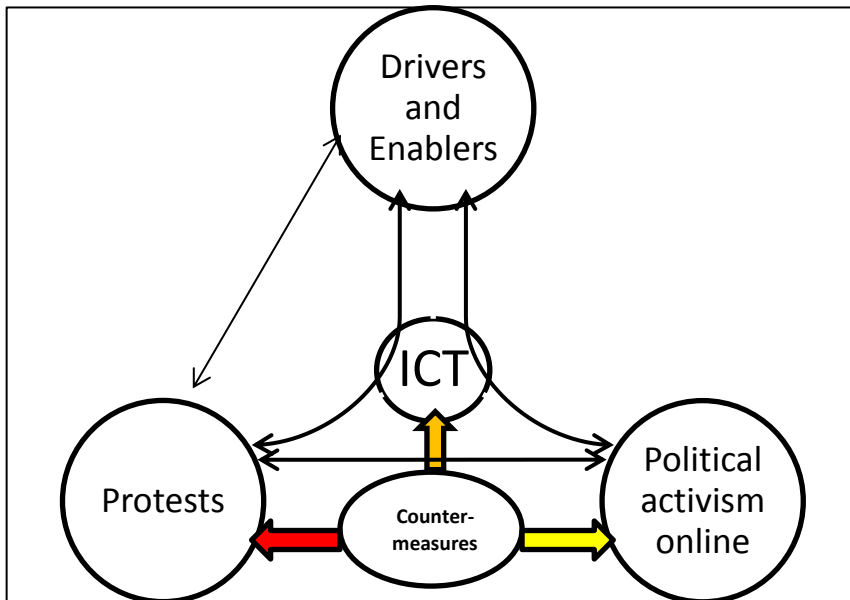 Drivers
and
Enablers
ICT
Protests
Counter-
measures
Political
activism
online